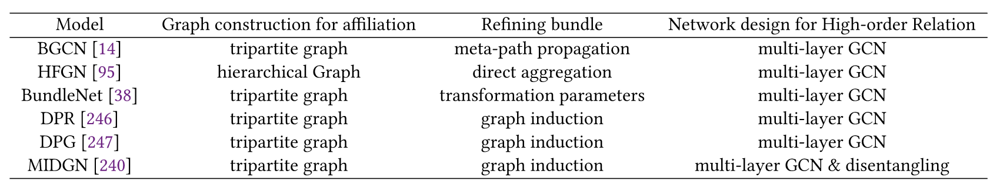 Model Graph construction for affiliation Refining bundle Network design for High-order Relation
BGCN [14] tripartite graph meta-path propagation multi-layer GCN
HFGN [95] hierarchical Graph direct aggregation multi-layer GCN
BundleNet [38] tripartite graph transformation parameters multi-layer GCN
DPR [246] tripartite graph graph induction multi-layer GCN
DPG [247] tripartite graph graph induction multi-layer GCN
MIDGN [240] tripartite graph graph induction multi-layer GCN & disentangling